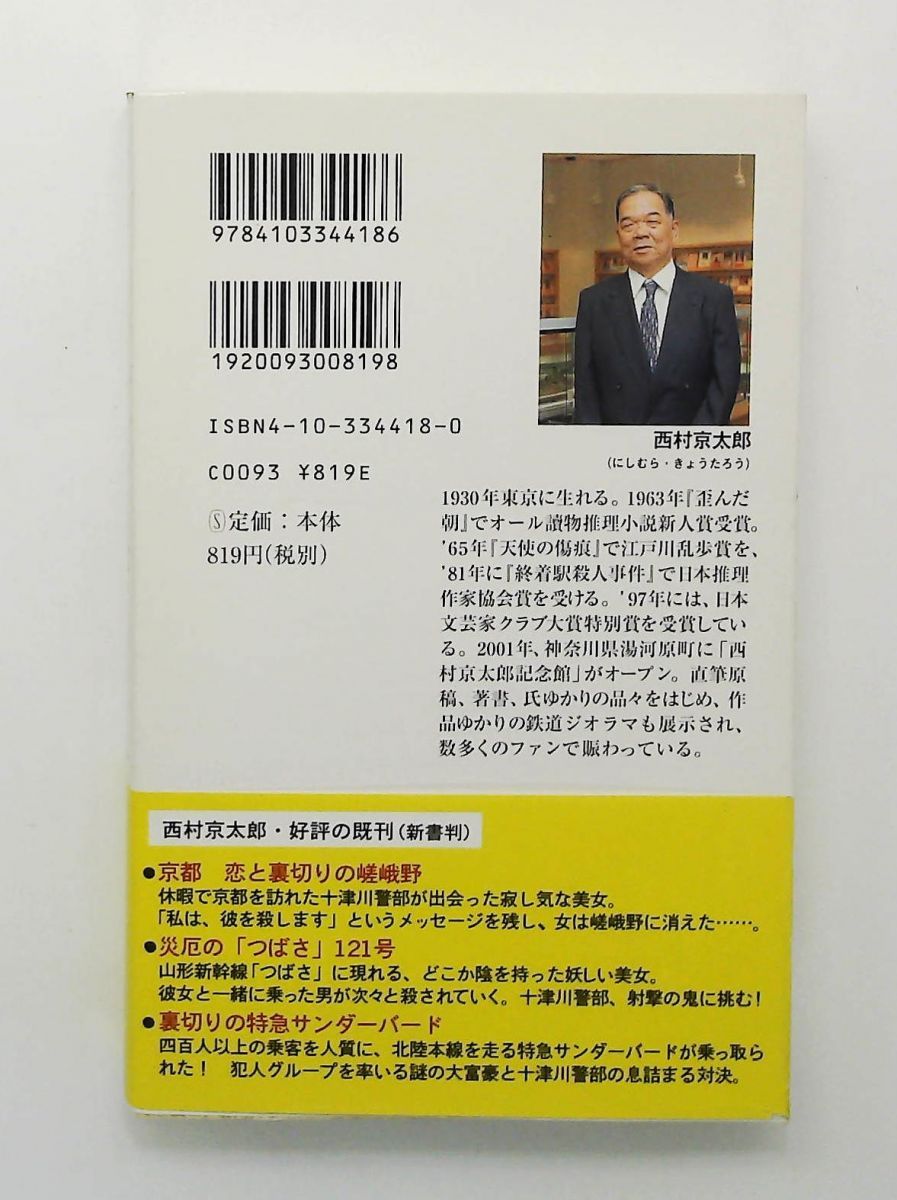 9784103344186
1920093008198
ISBN4-10-334418-0
C0093 ¥819E
Ⓢ定価：本体
819円(税別)
西村京太郎
(にしむら・きょうたろう)
1930年東京に生れる。1963年『歪んだ
朝』でオール讀物推理小説新人賞受賞。
'65年『天使の傷痕』で江戸川乱歩賞を、
'81年に『終着駅殺人事件』で日本推理
作家協会賞を受ける。'97年には、日本
文芸家クラブ大賞特別賞を受賞してい
る。2001年、神奈川県湯河原町に「西
村京太郎記念館」がオープン。直筆原
稿、著書、氏ゆかりの品々をはじめ、作
品ゆかりの鉄道ジオラマも展示され、
数多くのファンで賑わっている。
西村京太郎・好評の既刊(新書判)
●京都　恋と裏切りの嵯峨野
休暇で京都を訪れた十津川警部が出会った寂し気な美女。
「私は、彼を殺します」というメッセージを残し、女は嵯峨野に消えた……。
●災厄の「つばさ」121号
山形新幹線「つばさ」に現れる、どこか陰を持った妖しい美女。
彼女と一緒に乗った男が次々と殺されていく。十津川警部、射撃の鬼に挑む！
●裏切りの特急サンダーバード
四百人以上の乗客を人質に、北陸本線を走る特急サンダーバードが乗っ取ら
れた！　犯人グループを率いる謎の大富豪と十津川警部の息詰まる対決。